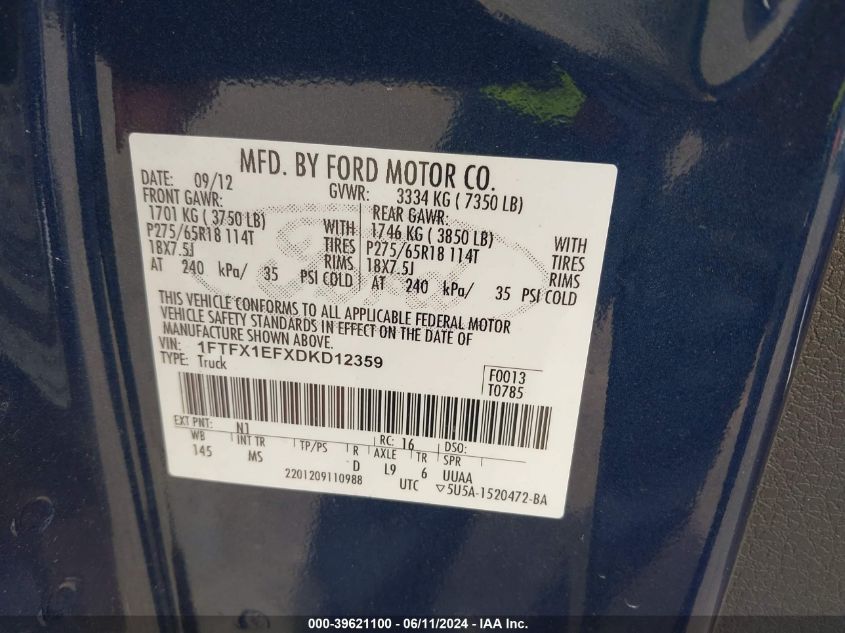 MFD. BY FORD MOTOR CO.
DATE: 09/12 GVWR: 3334 KG ( 7350 LB)
FRONT GAWR: REAR GAWR:
1701 KG ( 3750 LB) WITH 1746 KG ( 3850 LB) WITH
P275/65R18 114T TIRES P275/65R18 114T TIRES
18X7.5J RIMS 18X7.5J RIMS
AT 240 kPa/ 35 PSI COLD AT 240 kPa/ 35 PSI COLD
THIS VEHICLE CONFORMS TO ALL APPLICABLE FEDERAL MOTOR
VEHICLE SAFETY STANDARDS IN EFFECT ON THE DATE OF
MANUFACTURE SHOWN ABOVE.
VIN: 1FTFX1EFXDKD12359
TYPE: Truck
F0013
T0785
EXT PNT: N1 RC: 16 DSO:
WB INT TR TP/PS R AXLE TR SPR
145 MS D L9 6 UUAA
2201209110988 UTC ▽5U5A-1520472-BA
Ford
000-39621100 - 06/11/2024 - IAA Inc.